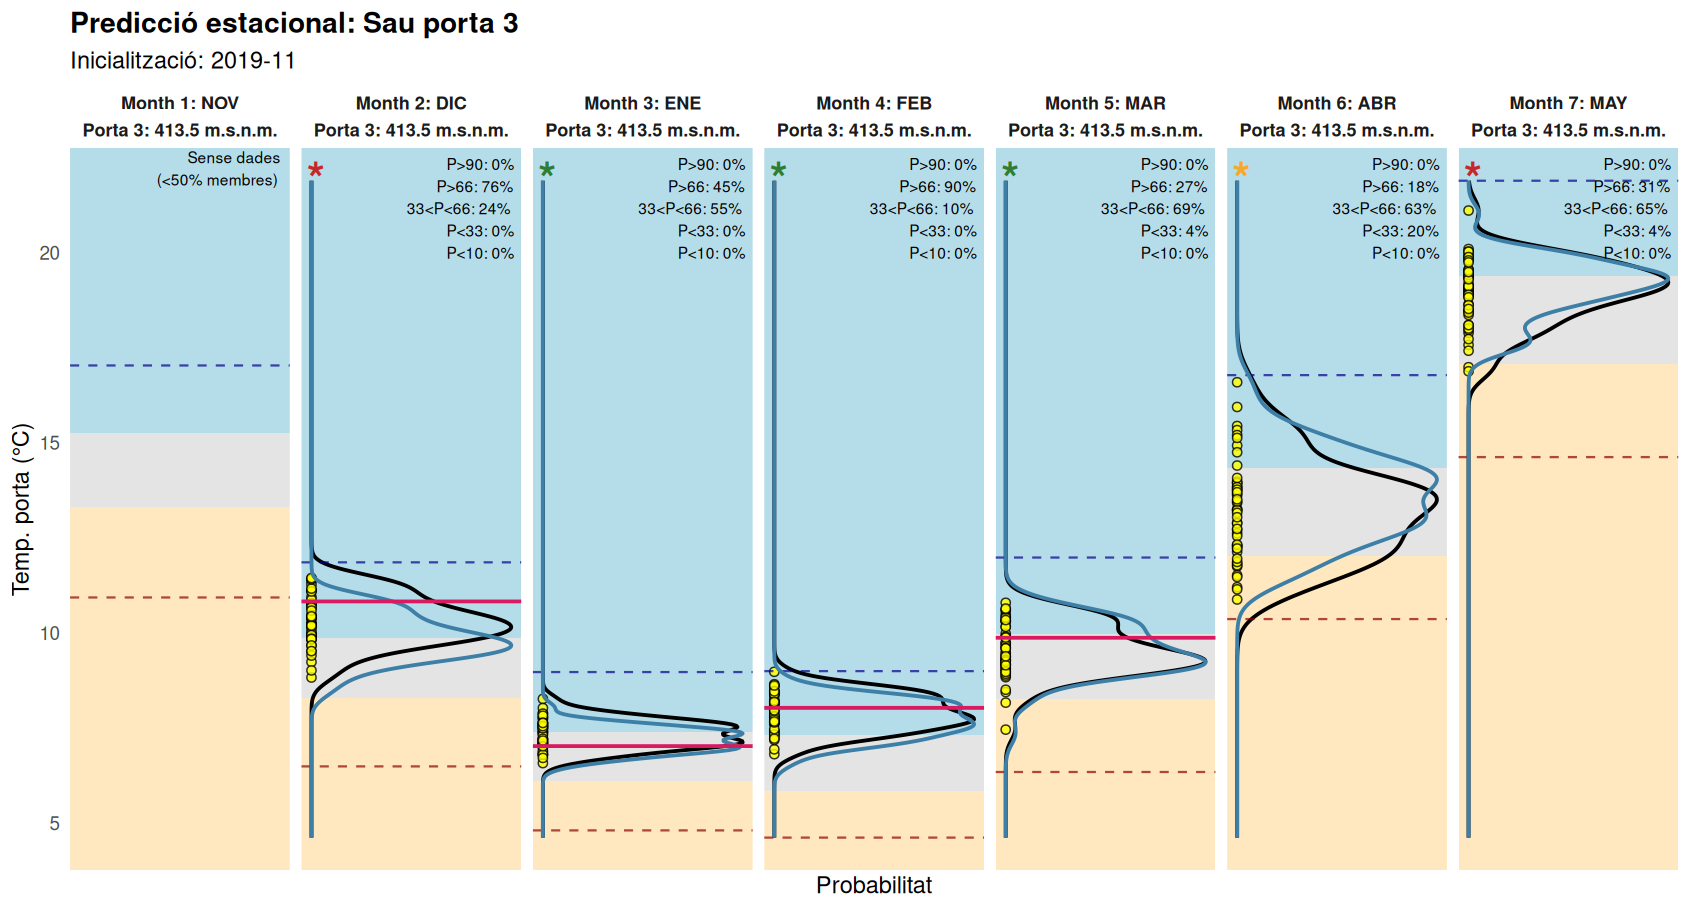 Predicció estacional: Sau porta 3
Inicialització: 2019-11
Month 1: NOV
Porta 3: 413.5 m.s.n.m.
Month 2: DIC
Porta 3: 413.5 m.s.n.m.
Month 3: ENE
Porta 3: 413.5 m.s.n.m.
Month 4: FEB
Porta 3: 413.5 m.s.n.m.
Month 5: MAR
Porta 3: 413.5 m.s.n.m.
Month 6: ABR
Porta 3: 413.5 m.s.n.m.
Month 7: MAY
Porta 3: 413.5 m.s.n.m.
Sense dades
(<50% membres)
*
P>90: 0%
P>66: 76%
33<P<66: 24%
P<33: 0%
P<10: 0%
*
P>90: 0%
P>66: 45%
33<P<66: 55%
P<33: 0%
P<10: 0%
*
P>90: 0%
P>66: 90%
33<P<66: 10%
P<33: 0%
P<10: 0%
*
P>90: 0%
P>66: 27%
33<P<66: 69%
P<33: 4%
P<10: 0%
*
P>90: 0%
P>66: 18%
33<P<66: 63%
P<33: 20%
P<10: 0%
*
P>90: 0%
P>66: 31%
33<P<66: 65%
P<33: 4%
P<10: 0%
20
15
10
5
Temp. porta (°C)
Probabilitat